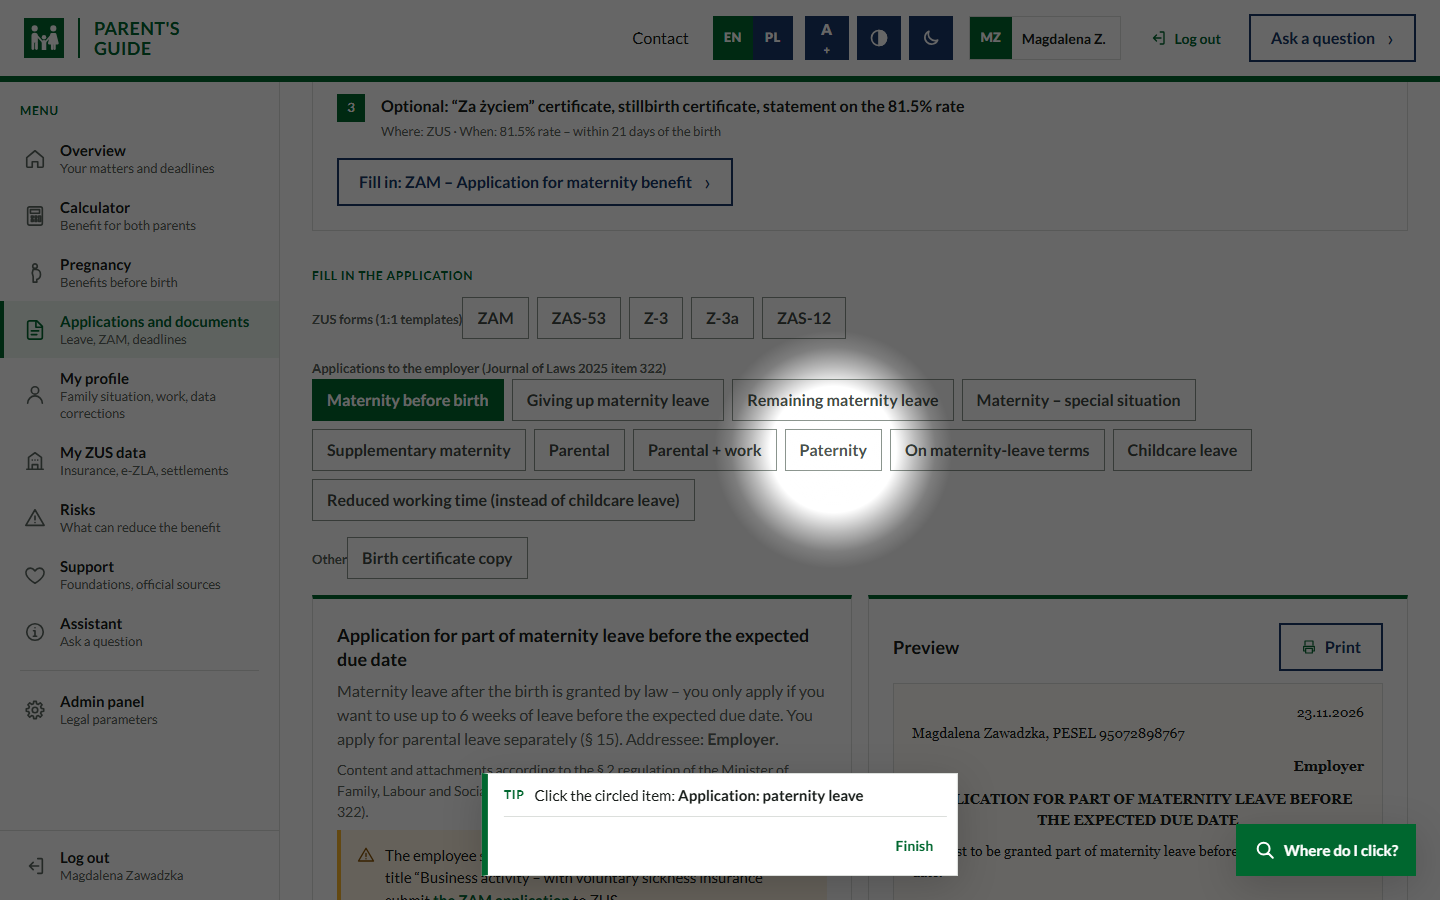 PARENT'S
GUIDE
Contact
EN PL
A
+
MZ Magdalena Z.
Log out
Ask a question ›
MENU
Overview
Your matters and deadlines
Calculator
Benefit for both parents
Pregnancy
Benefits before birth
Applications and documents
Leave, ZAM, deadlines
My profile
Family situation, work, data
corrections
My ZUS data
Insurance, e-ZLA, settlements
Risks
What can reduce the benefit
Support
Foundations, official sources
Assistant
Ask a question
Admin panel
Legal parameters
Log out
Magdalena Zawadzka
3 Optional: “Za życiem” certificate, stillbirth certificate, statement on the 81.5% rate
Where: ZUS · When: 81.5% rate – within 21 days of the birth
Fill in: ZAM – Application for maternity benefit ›
FILL IN THE APPLICATION
ZUS forms (1:1 templates) ZAM ZAS-53 Z-3 Z-3a ZAS-12
Applications to the employer (Journal of Laws 2025 item 322)
Maternity before birth Giving up maternity leave Remaining maternity leave Maternity – special situation
Supplementary maternity Parental Parental + work Paternity On maternity-leave terms Childcare leave
Reduced working time (instead of childcare leave)
Other Birth certificate copy
Application for part of maternity leave before the expected
due date
Maternity leave after the birth is granted by law – you only apply if you
want to use up to 6 weeks of leave before the expected due date. You
apply for parental leave separately (§ 15). Addressee: Employer.
Content and attachments according to the § 2 regulation of the Minister of
Family, Labour and Soci
322).
The employee s
title "Business activity – with voluntary sickness insurance
submit the ZAM application to ZUS
Preview
Print
23.11.2026
Magdalena Zawadzka, PESEL 95072898767
Employer
LICATION FOR PART OF MATERNITY LEAVE BEFORE
THE EXPECTED DUE DATE
st to be granted part of maternity leave before
TIP Click the circled item: Application: paternity leave
Finish
Where do I click?